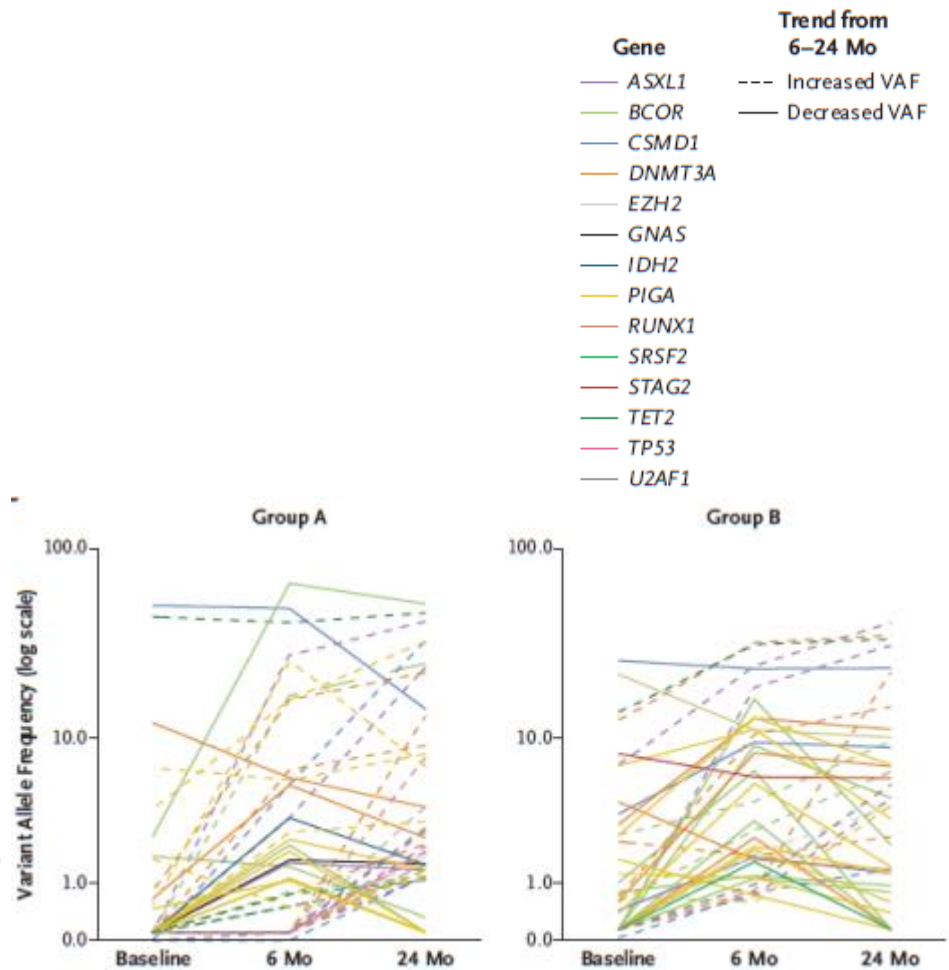 Gene
ASXL1
BCOR
CSMD1
DNMT3A
EZH2
GNAS
IDH2
PIGA
RUNX1
SRSF2
STAG2
TET2
TP53
U2AF1
Trend from
6–24 Mo
Increased VAF
Decreased VAF
Group A
Variant Allele Frequency (log scale)
100.0
10.0
1.0
0.0
Baseline 6 Mo 24 Mo
Group B
100.0
10.0
1.0
0.0
Baseline 6 Mo 24 Mo